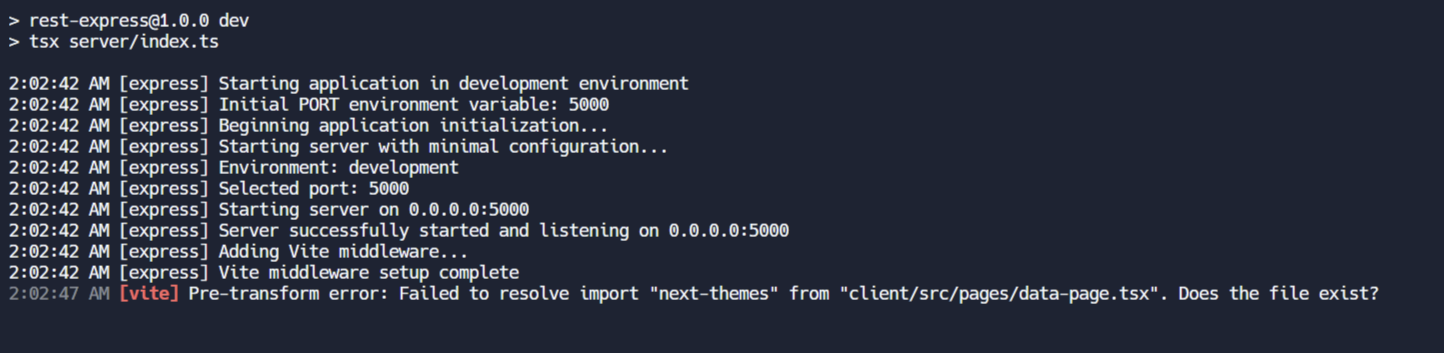 > rest-express@1.0.0 dev
> tsx server/index.ts
2:02:42 AM [express] Starting application in development environment
2:02:42 AM [express] Initial PORT environment variable: 5000
2:02:42 AM [express] Beginning application initialization...
2:02:42 AM [express] Starting server with minimal configuration...
2:02:42 AM [express] Environment: development
2:02:42 AM [express] Selected port: 5000
2:02:42 AM [express] Starting server on 0.0.0.0:5000
2:02:42 AM [express] Server successfully started and listening on 0.0.0.0:5000
2:02:42 AM [express] Adding Vite middleware...
2:02:42 AM [express] Vite middleware setup complete
2:02:47 AM [vite] Pre-transform error: Failed to resolve import "next-themes" from "client/src/pages/data-page.tsx". Does the file exist?